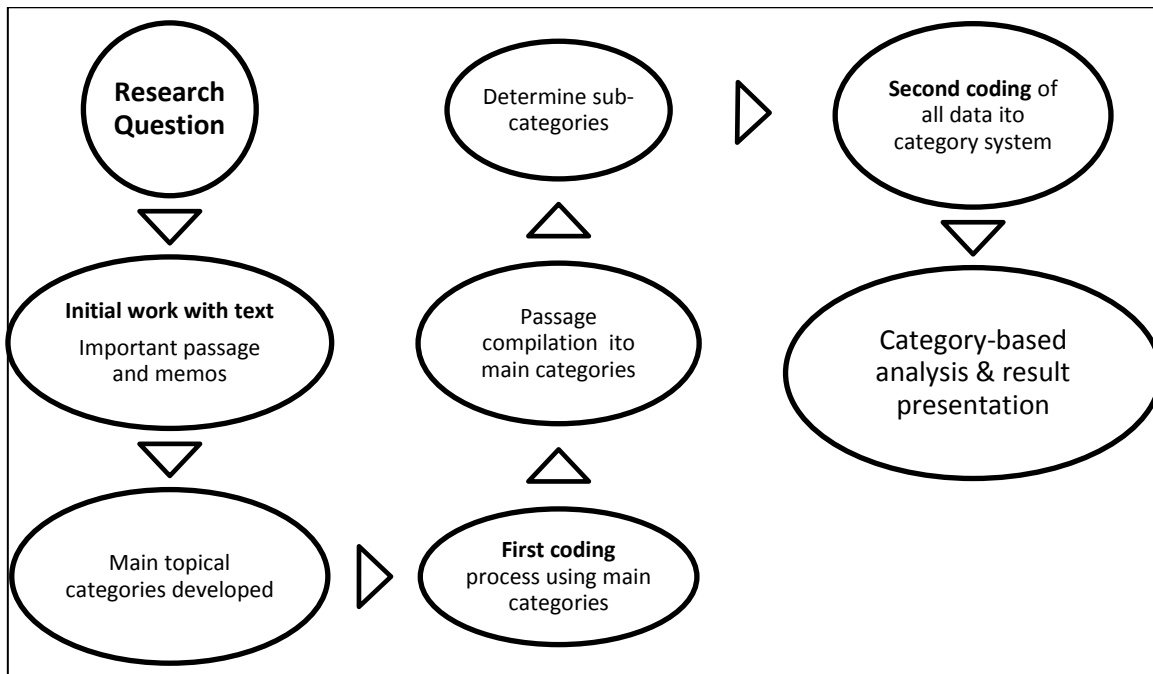 Research
Question
Initial work with text
Important passage
and memos
Main topical
categories developed
First coding
process using main
categories
Passage
compilation ito
main categories
Determine sub-
categories
Second coding of
all data ito
category system
Category-based
analysis & result
presentation